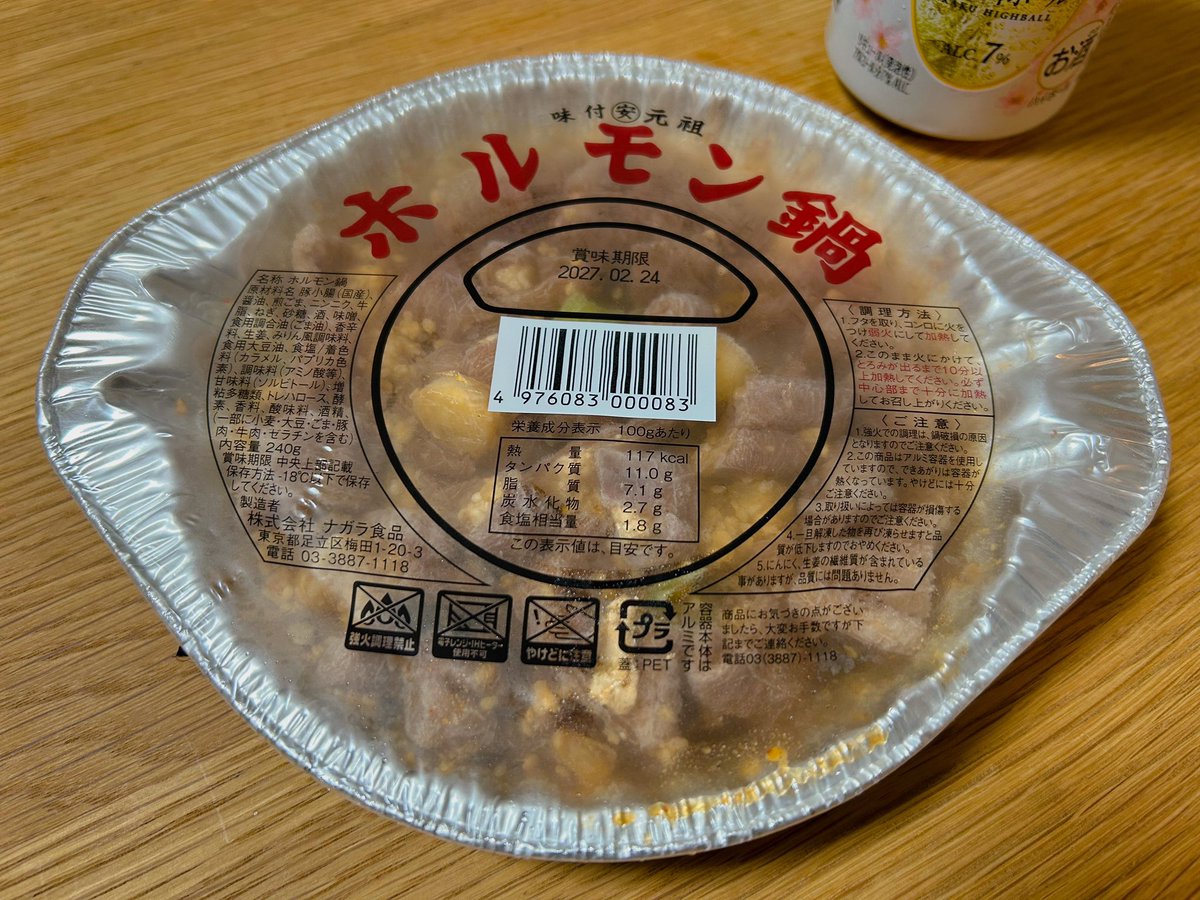 KAKU HIGHBALL
ALC.7%
お酒
味付 安 元祖
ホルモン鍋
賞味期限
2027.02.24
4 976083 000083
名称 ホルモン鍋
原材料名 豚小腸(国産)、
醤油、煎ごま、ニンニク、牛
脂、ねぎ、砂糖、酒、味噌、
食用調合油(ごま油)、香辛
料、生姜、みりん風調味料、
食用大豆油、食塩/着色
料(カラメル、パプリカ色
素)、調味料(アミノ酸等)、
甘味料(ソルビトール)、増
粘多糖類、トレハロース、酵
素、香料、酸味料、酒精、
(一部に小麦・大豆・ごま・豚
肉・牛肉・ゼラチンを含む)
内容量 240g
賞味期限 中央上部記載
保存方法 -18℃以下で保存
してください。
製造者
株式会社 ナガラ食品
東京都足立区梅田1-20-3
電話 03-3887-1118
栄養成分表示 100gあたり
熱量 117 kcal
タンパク質 11.0 g
脂質 7.1 g
炭水化物 2.7 g
食塩相当量 1.8 g
この表示値は、目安です。
〈調理方法〉
1.フタを取り、コンロに火を
つけ弱火にして加熱して
ください。
2.このまま火にかけて、
とろみが出るまで10分以
上加熱してください。必ず
中心部まで十分に加熱
してお召し上がりください。
〈ご注意〉
1.強火での調理は、鍋破損の原因
となりますのでご注意ください。
2.この商品はアルミ容器を使用し
ていますので、できあがりは容器が
熱くなっています。やけどには十分
ご注意ください。
3.取り扱いによっては容器が損傷する
場合がありますのでご注意ください。
4.一旦解凍した物を再び凍らせますと品
質が低下しますのでおやめください。
5.にんにく、生姜の繊維質が含まれている
事がありますが、品質には問題ありません。
強火調理禁止
電子レンジ・IHヒーター
使用不可
やけどに注意
プラ
蓋:PET
容器本体は
アルミです
商品にお気づきの点がござい
ましたら、大変お手数ですが下
記までご連絡ください。
電話03(3887)-1118